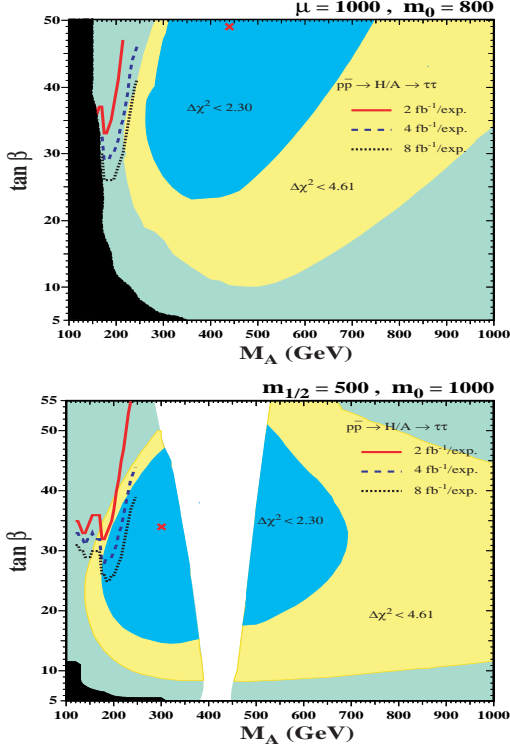 μ = 1000 , m0 = 800
50
40
30
20
10
5
tan β
pp̄ → H/A → ττ
2 fb⁻¹/exp.
4 fb⁻¹/exp.
8 fb⁻¹/exp.
Δχ² < 2.30
Δχ² < 4.61
100 200 300 400 500 600 700 800 900 1000
M_A (GeV)
m_1/2 = 500 , m_0 = 1000
55
50
40
30
20
10
5
tan β
pp̄ → H/A → ττ
2 fb⁻¹/exp.
4 fb⁻¹/exp.
8 fb⁻¹/exp.
Δχ² < 2.30
Δχ² < 4.61
100 200 300 400 500 600 700 800 900 1000
M_A (GeV)